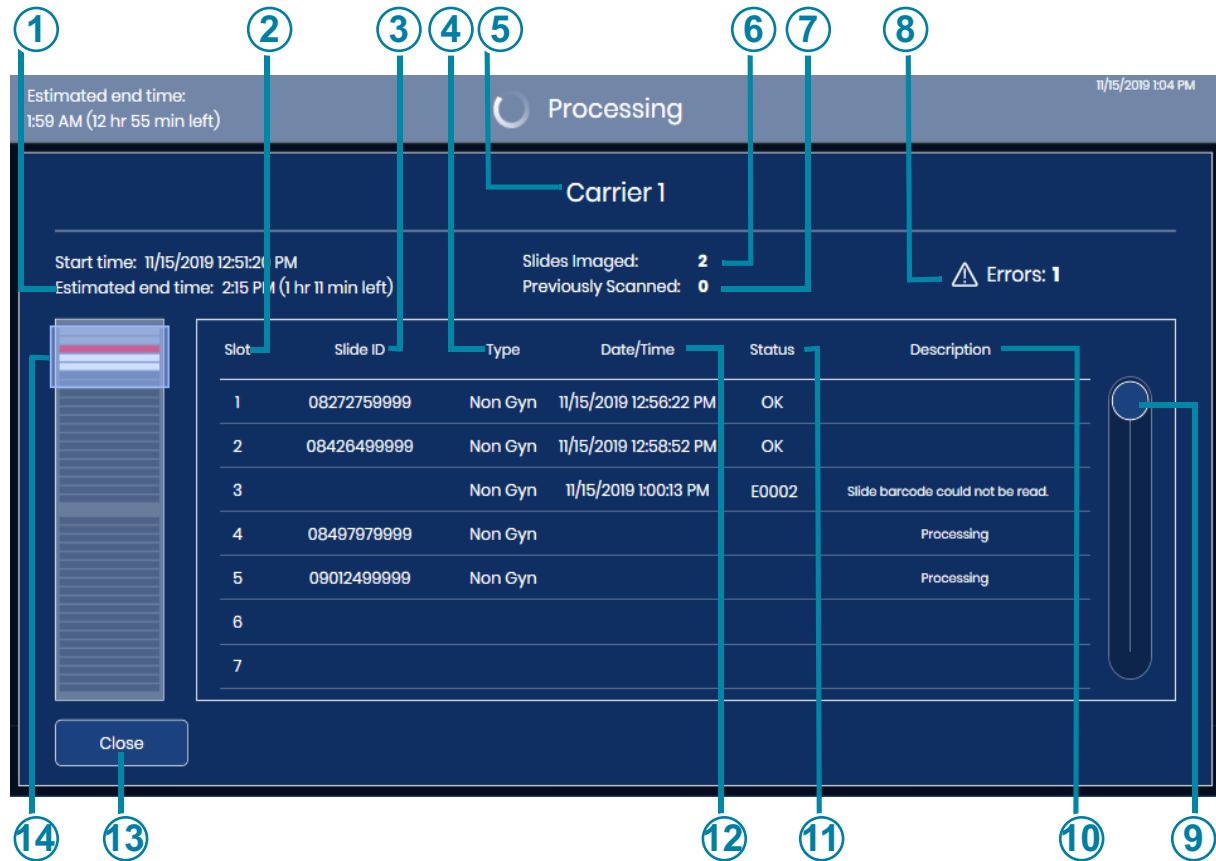 1 2 3 4 5 6 7 8
Estimated end time:
1:59 AM (12 hr 55 min left)
Processing
11/15/2019 1:04 PM
Carrier 1
Start time: 11/15/2019 12:51:20 PM
Estimated end time: 2:15 PM (1 hr 11 min left)
Slides Imaged: 2
Previously Scanned: 0
Errors: 1
Slot Slide ID Type Date/Time Status Description
1 08272759999 Non Gyn 11/15/2019 12:56:22 PM OK
2 08426499999 Non Gyn 11/15/2019 12:58:52 PM OK
3 Non Gyn 11/15/2019 1:00:13 PM E0002 Slide barcode could not be read.
4 08497979999 Non Gyn Processing
5 09012499999 Non Gyn Processing
6
7
Close
14 13 12 11 10 9